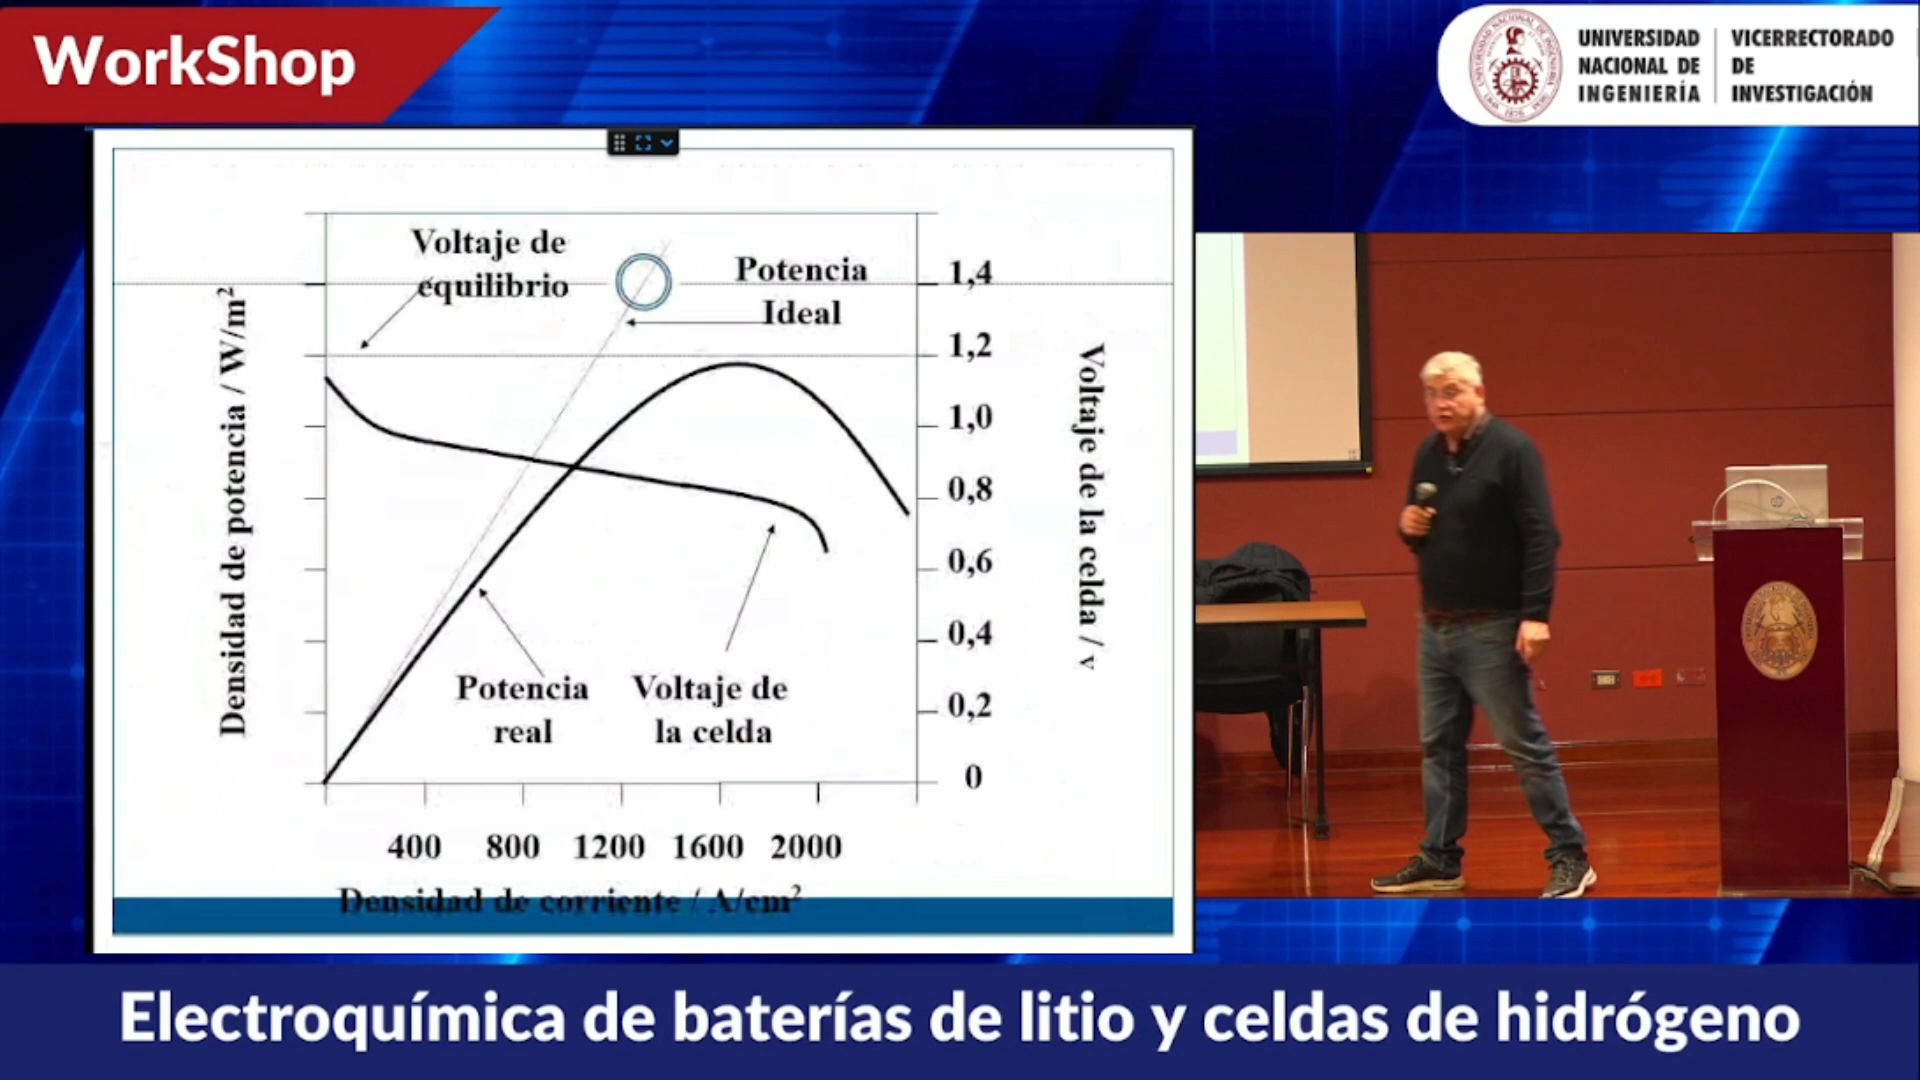 WorkShop
UNIVERSIDAD
NACIONAL DE
INGENIERÍA
VICERRECTORADO
DE
INVESTIGACIÓN
Voltaje de
equilibrio
Potencia
Ideal
1,4
1,2
1,0
0,8
0,6
0,4
0,2
0
Densidad de potencia / W/m²
Voltaje de la celda / v
Potencia
real
Voltaje de
la celda
400 800 1200 1600 2000
Densidad de corriente / A/cm²
Electroquímica de baterías de litio y celdas de hidrógeno